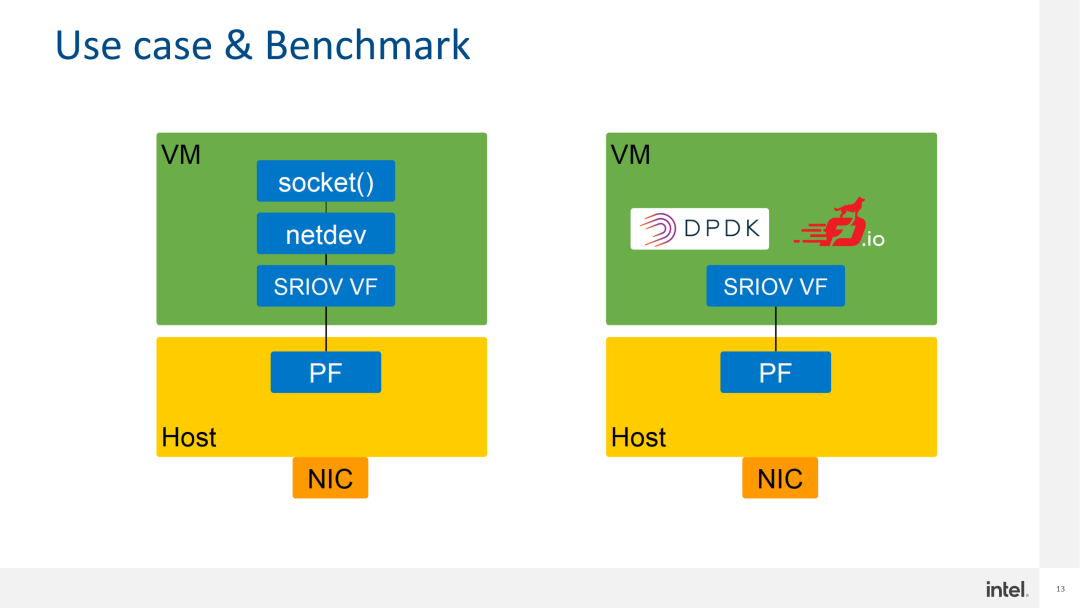 Use case & Benchmark
VM
socket()
netdev
SRIOV VF
PF
Host
NIC
VM
DPDK
FD.io
SRIOV VF
PF
Host
NIC
intel.
13